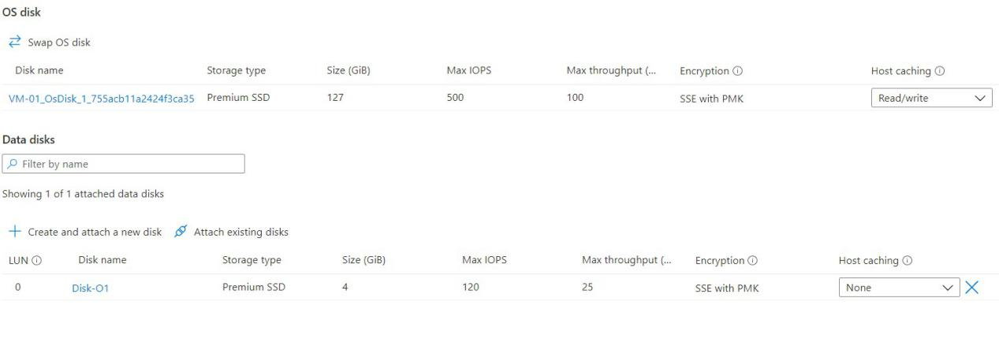 OS disk
Swap OS disk
Disk name Storage type Size (GiB) Max IOPS Max throughput (... Encryption Host caching
VM-01_OsDisk_1_755acb11a2424f3ca35 Premium SSD 127 500 100 SSE with PMK Read/write
Data disks
Filter by name
Showing 1 of 1 attached data disks
Create and attach a new disk Attach existing disks
LUN Disk name Storage type Size (GiB) Max IOPS Max throughput (... Encryption Host caching
0 Disk-O1 Premium SSD 4 120 25 SSE with PMK None